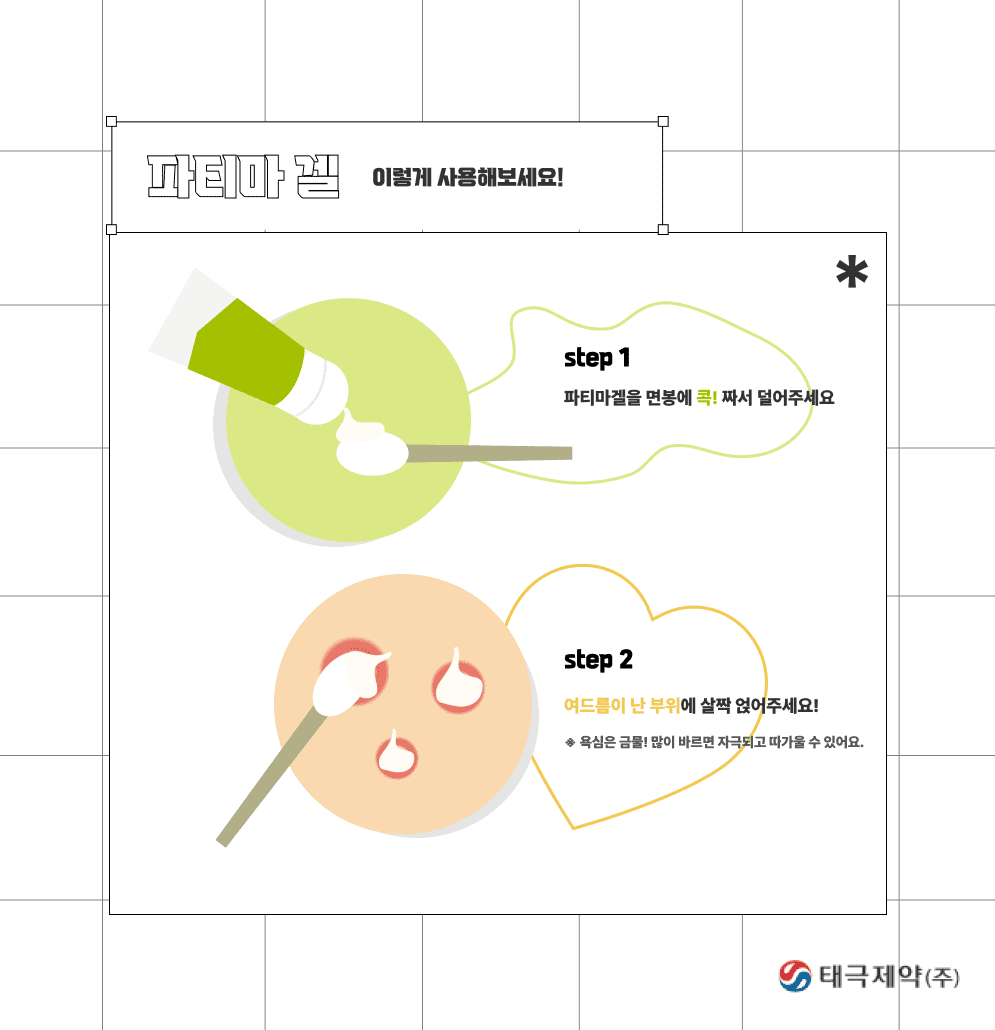 파티마 겔
이렇게 사용해보세요!
*
step 1
파티마겔을 면봉에 콕! 짜서 덜어주세요
step 2
여드름이 난 부위에 살짝 얹어주세요!
※ 욕심은 금물! 많이 바르면 자극되고 따가울 수 있어요.
태극제약(주)